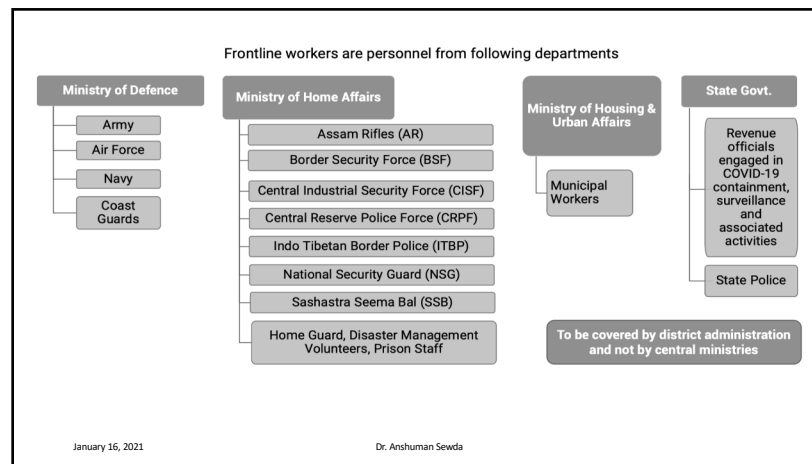 Frontline workers are personnel from following departments
Ministry of Defence
Army
Air Force
Navy
Coast
Guards
Ministry of Home Affairs
Assam Rifles (AR)
Border Security Force (BSF)
Central Industrial Security Force (CISF)
Central Reserve Police Force (CRPF)
Indo Tibetan Border Police (ITBP)
National Security Guard (NSG)
Sashastra Seema Bal (SSB)
Home Guard, Disaster Management
Volunteers, Prison Staff
Ministry of Housing &
Urban Affairs
Municipal
Workers
State Govt.
Revenue
officials
engaged in
COVID-19
containment,
surveillance
and
associated
activities
State Police
To be covered by district administration
and not by central ministries
January 16, 2021
Dr. Anshuman Sewda